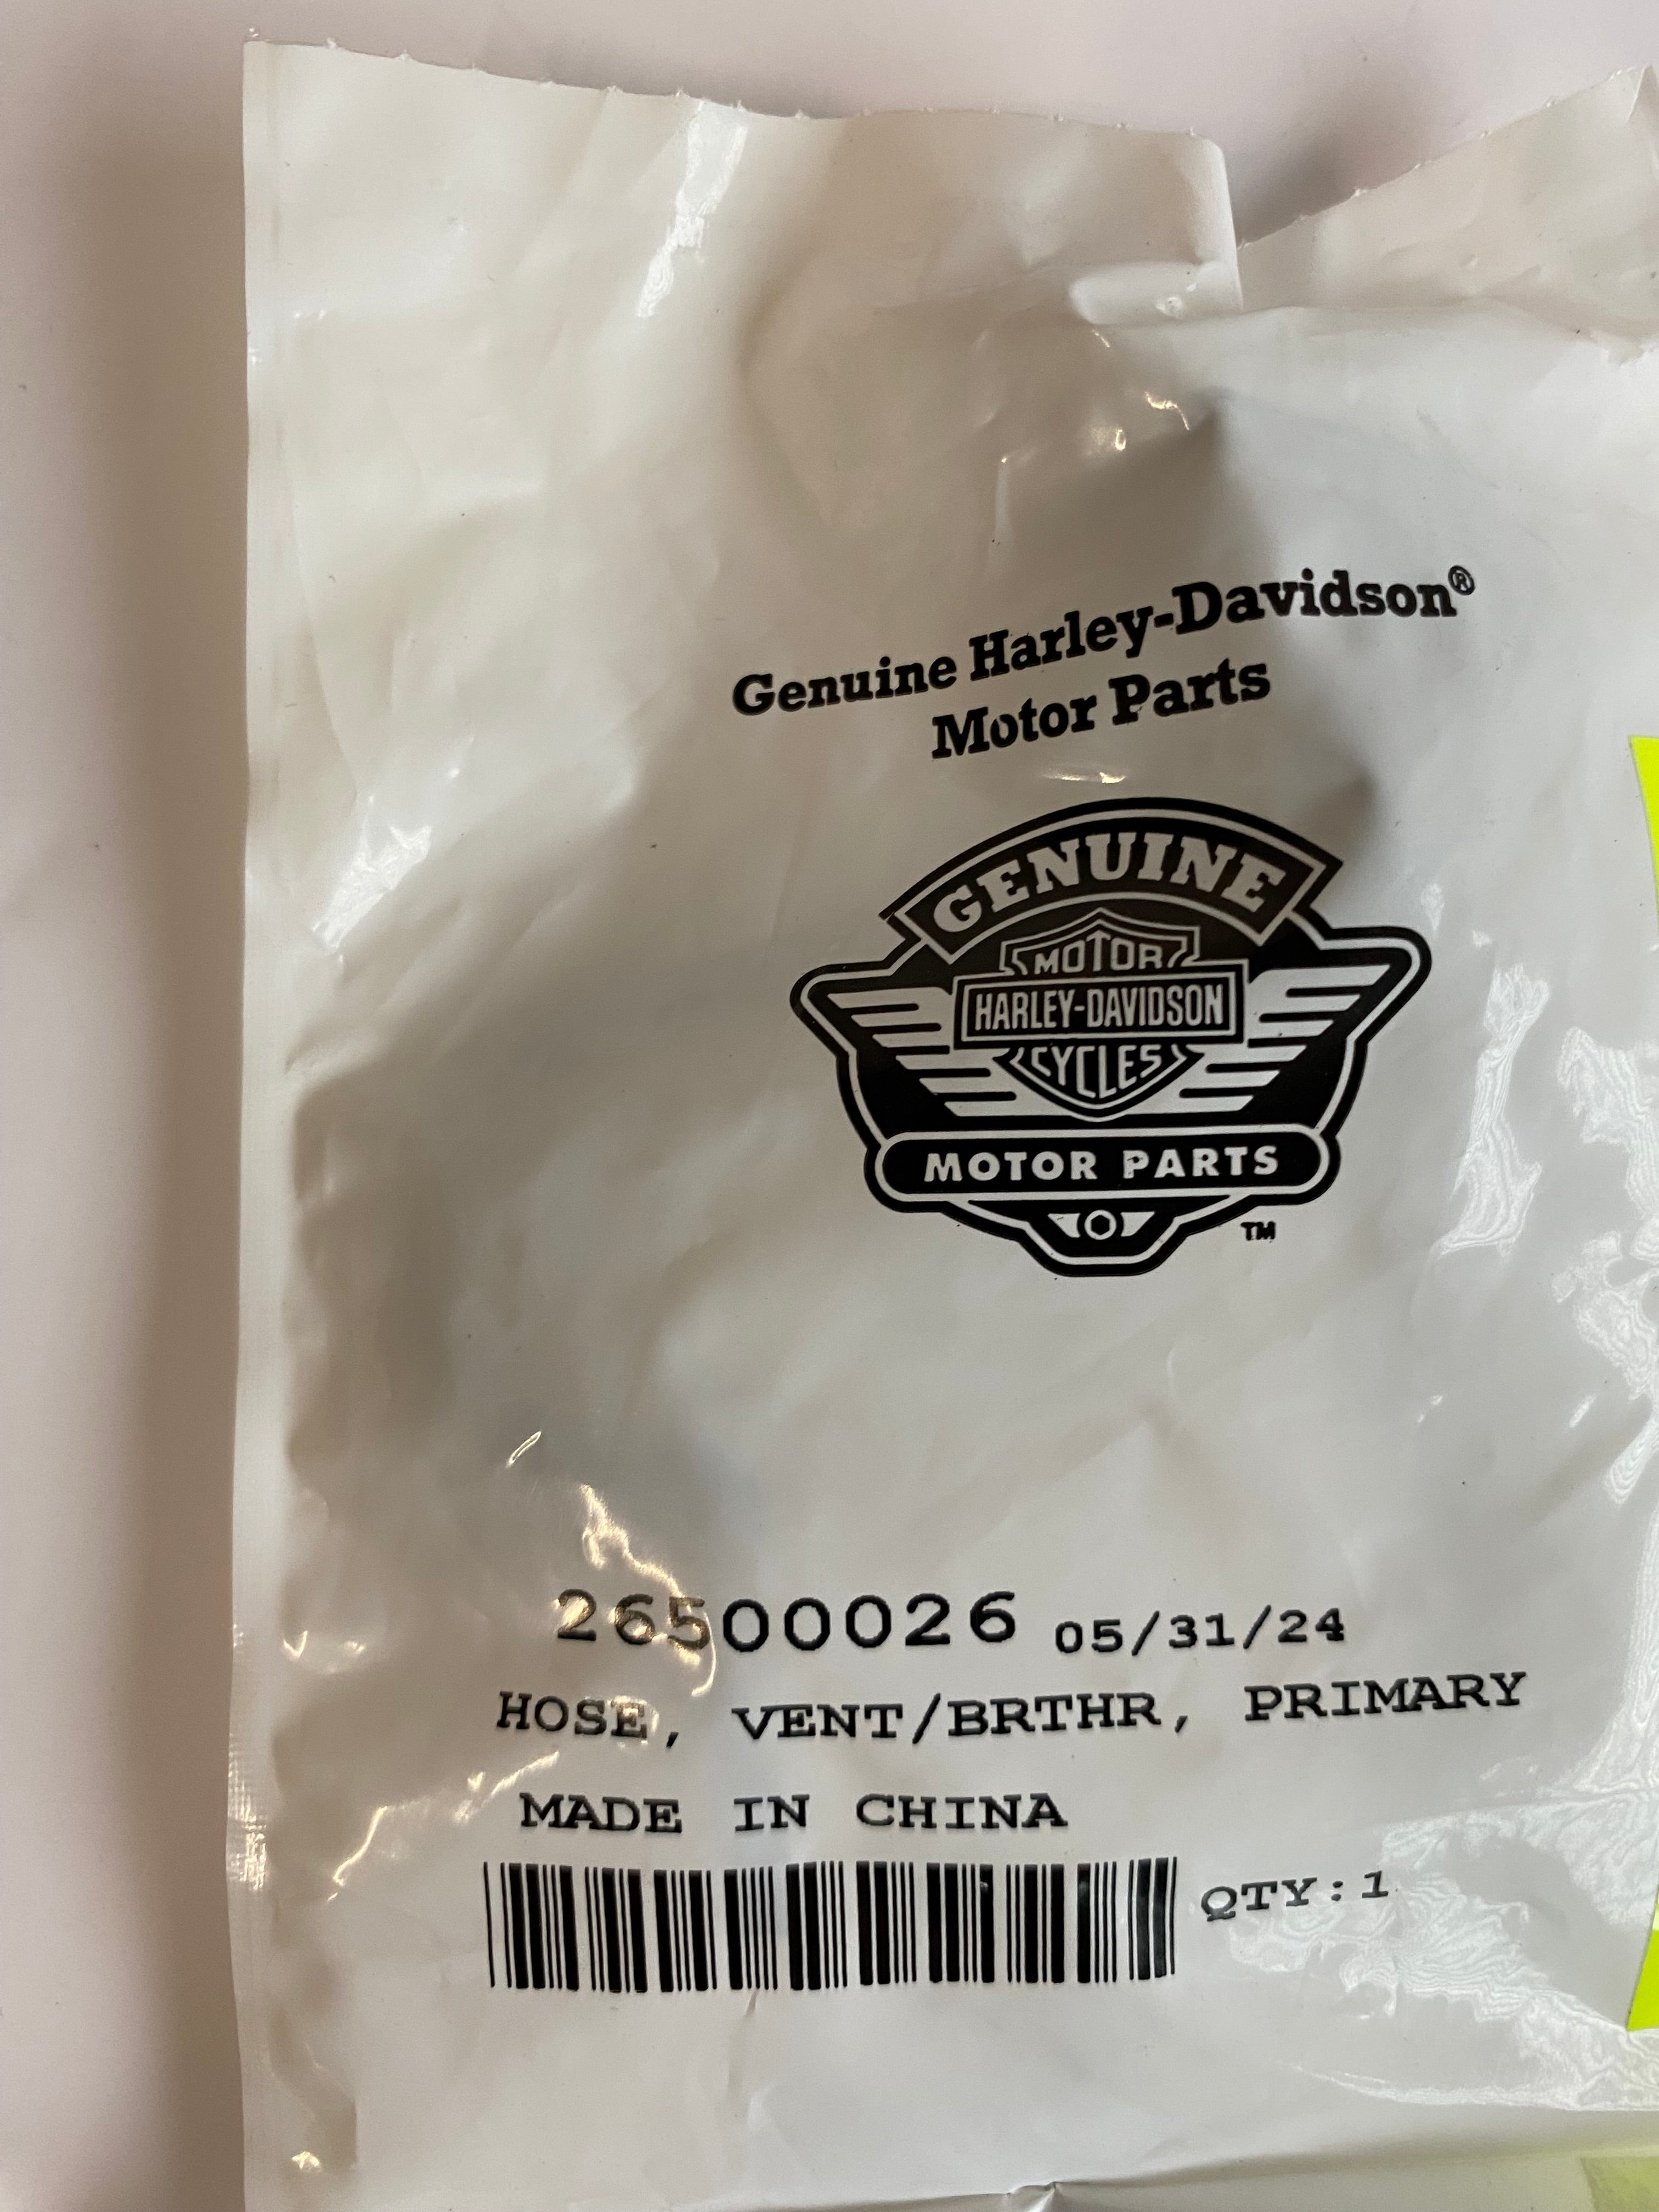 Genuine Harley-Davidson®
Motor Parts
GENUINE
MOTOR
HARLEY-DAVIDSON
CYCLES
MOTOR PARTS
TM
26500026 05/31/24
HOSE, VENT/BRTHR, PRIMARY
MADE IN CHINA
QTY:1